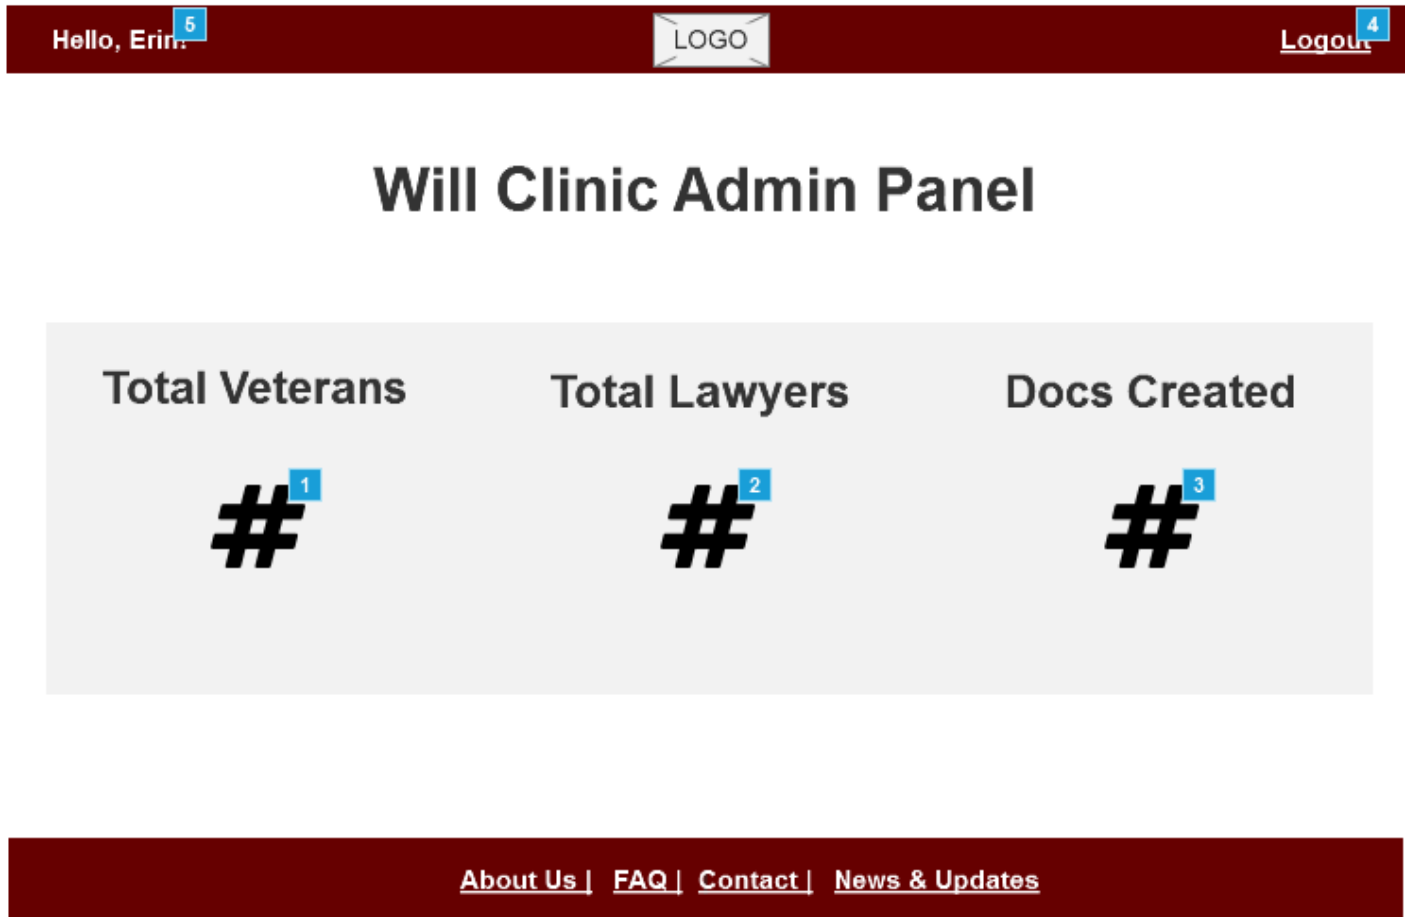 Hello, Erin! 5 LOGO Logout 4
Will Clinic Admin Panel
Total Veterans Total Lawyers Docs Created
# 1 # 2 # 3
About Us | FAQ | Contact | News & Updates